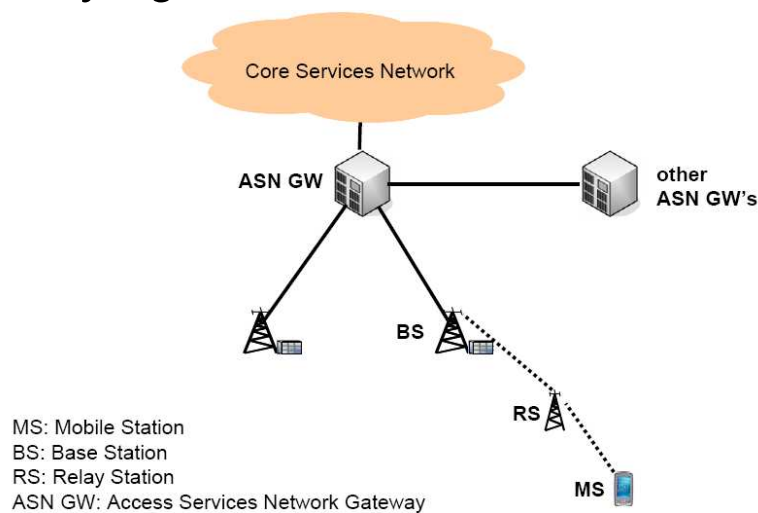 Core Services Network
ASN GW
other
ASN GW's
BS
RS
MS
MS: Mobile Station
BS: Base Station
RS: Relay Station
ASN GW: Access Services Network Gateway